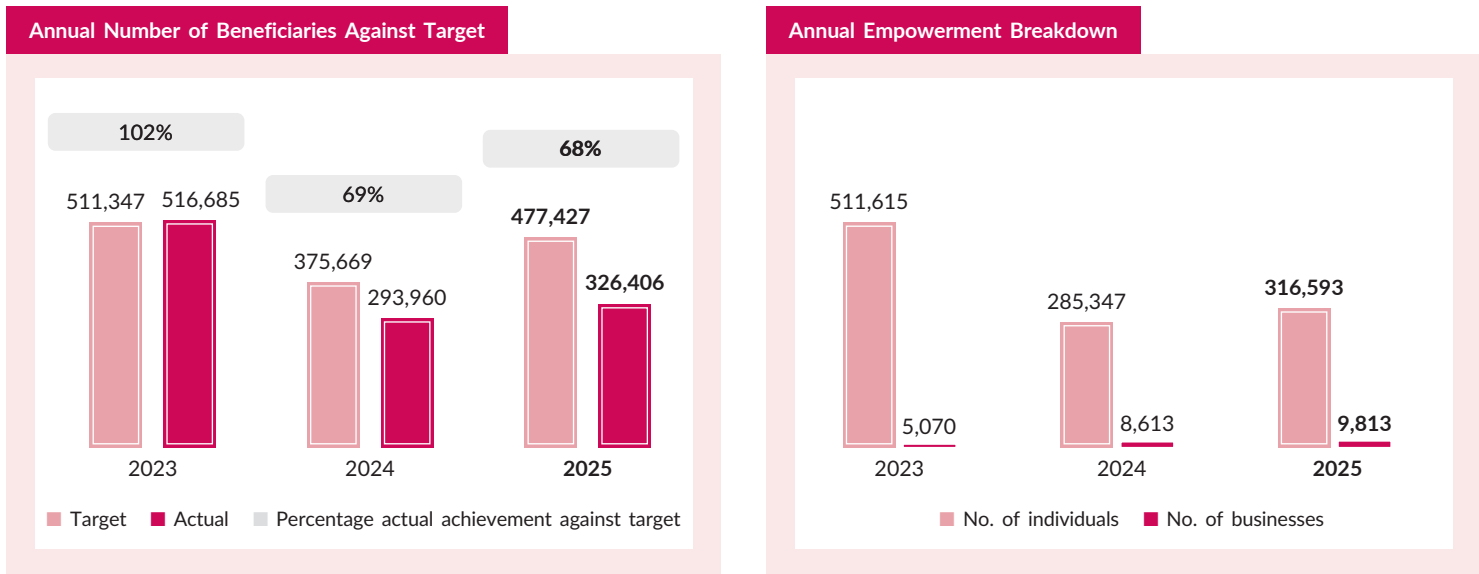 Annual Number of Beneficiaries Against Target
102%
68%
69%
511,347 516,685
477,427
375,669
326,406
293,960
2023 2024 2025
Target Actual Percentage actual achievement against target
Annual Empowerment Breakdown
511,615
285,347
316,593
5,070
8,613
9,813
2023 2024 2025
No. of individuals No. of businesses